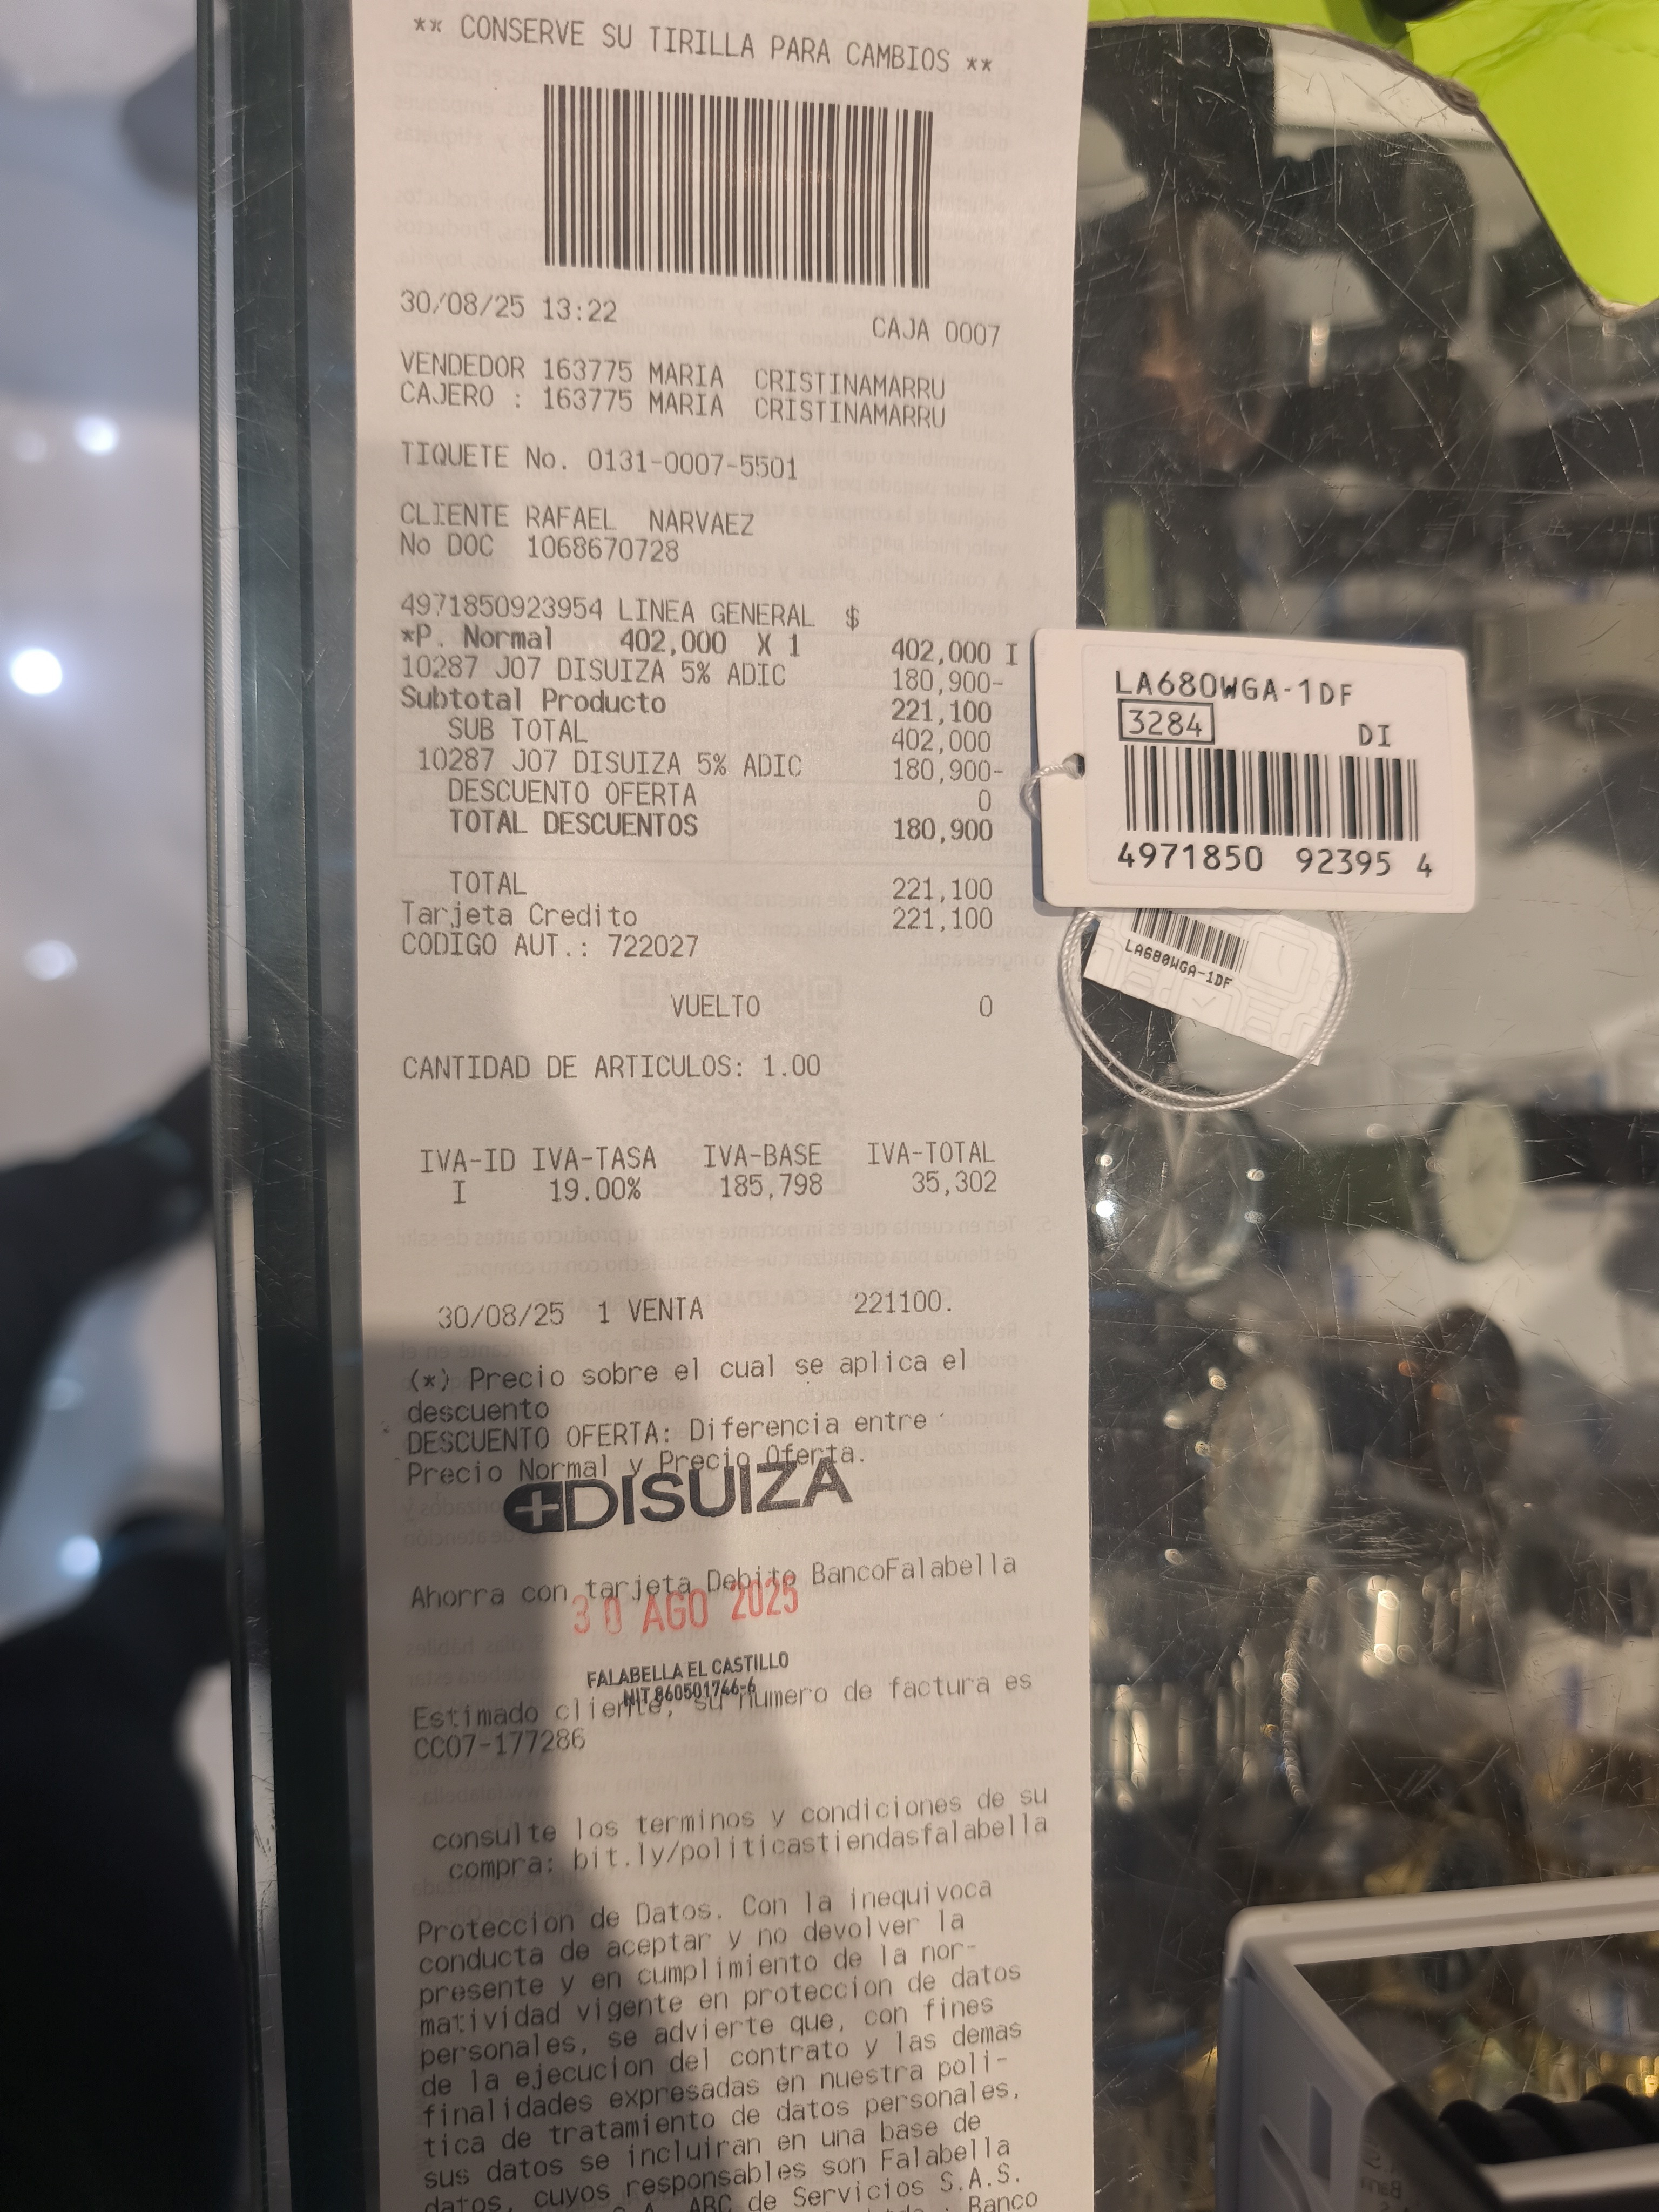 ** CONSERVE SU TIRILLA PARA CAMBIOS **
30/08/25 13:22 CAJA 0007
VENDEDOR 163775 MARIA CRISTINAMARRU
CAJERO : 163775 MARIA CRISTINAMARRU
TIQUETE No. 0131-0007-5501
CLIENTE RAFAEL NARVAEZ
No DOC 1068670728
4971850923954 LINEA GENERAL $
*P. Normal 402,000 X 1 402,000 I
10287 J07 DISUIZA 5% ADIC 180,900-
Subtotal Producto 221,100
SUB TOTAL 402,000
10287 J07 DISUIZA 5% ADIC 180,900-
DESCUENTO OFERTA 0
TOTAL DESCUENTOS 180,900
TOTAL 221,100
Tarjeta Credito 221,100
CODIGO AUT.: 722027
VUELTO 0
CANTIDAD DE ARTICULOS: 1.00
IVA-ID IVA-TASA IVA-BASE IVA-TOTAL
I 19.00% 185,798 35,302
30/08/25 1 VENTA 221100.
(*) Precio sobre el cual se aplica el
descuento
DESCUENTO OFERTA: Diferencia entre
Precio Normal y Precio Oferta.
DISUIZA
Ahorra con tarjeta Debito BancoFalabella
30 AGO 2025
FALABELLA EL CASTILLO
NIT 860501746-6
Estimado cliente, su numero de factura es
CC07-177286
consulte los terminos y condiciones de su
compra: bit.ly/politicastiendasfalabella
Proteccion de Datos. Con la inequivoca
conducta de aceptar y no devolver la
presente y en cumplimiento de la nor-
matividad vigente en proteccion de datos
personales, se advierte que, con fines
de la ejecucion del contrato y las demas
finalidades expresadas en nuestra poli-
tica de tratamiento de datos personales,
sus datos se incluiran en una base de
datos, cuyos responsables son Falabella
ABC de Servicios S.A.S.
Banco
LA680WGA-1DF
3284 DI
4971850 92395 4
LA680WGA-1DF